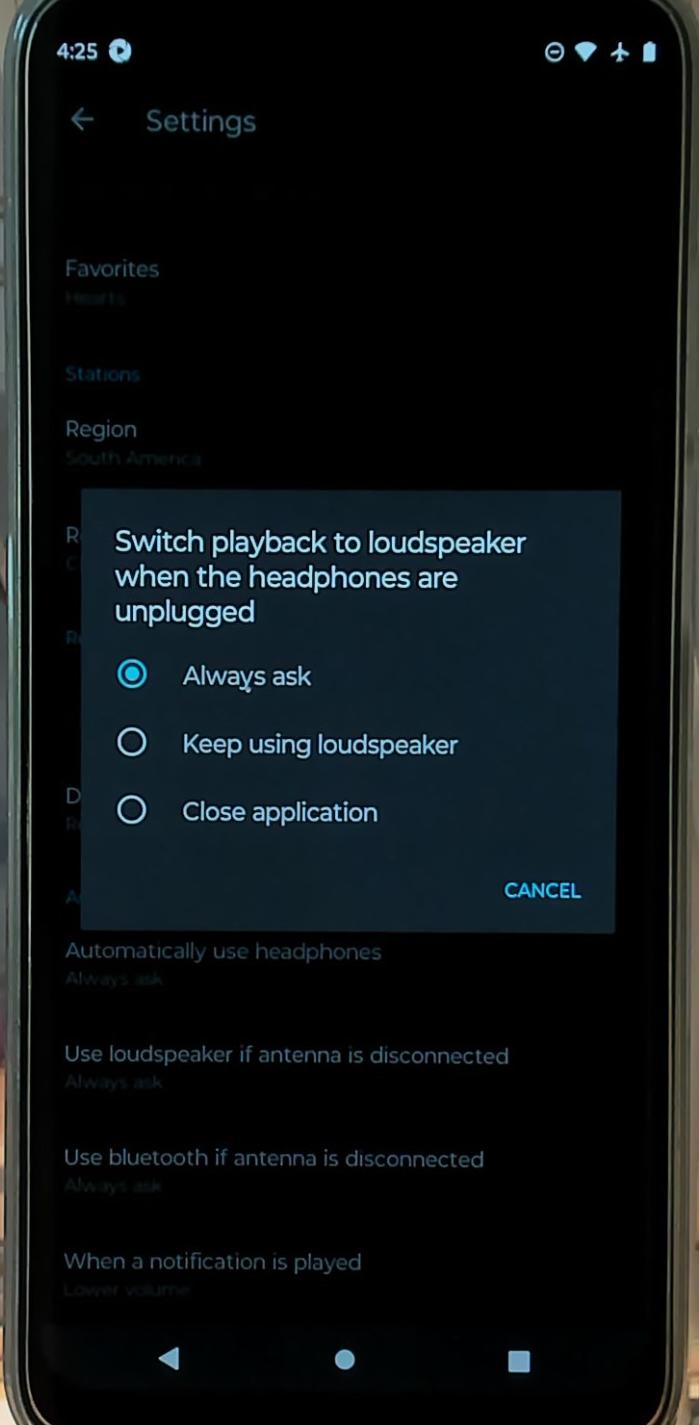 4:25
Settings
Favorites
Hearts
Stations
Region
South America
Switch playback to loudspeaker
when the headphones are
unplugged
Always ask
Keep using loudspeaker
Close application
CANCEL
Automatically use headphones
Always ask
Use loudspeaker if antenna is disconnected
Always ask
Use bluetooth if antenna is disconnected
Always ask
When a notification is played
Lower volume